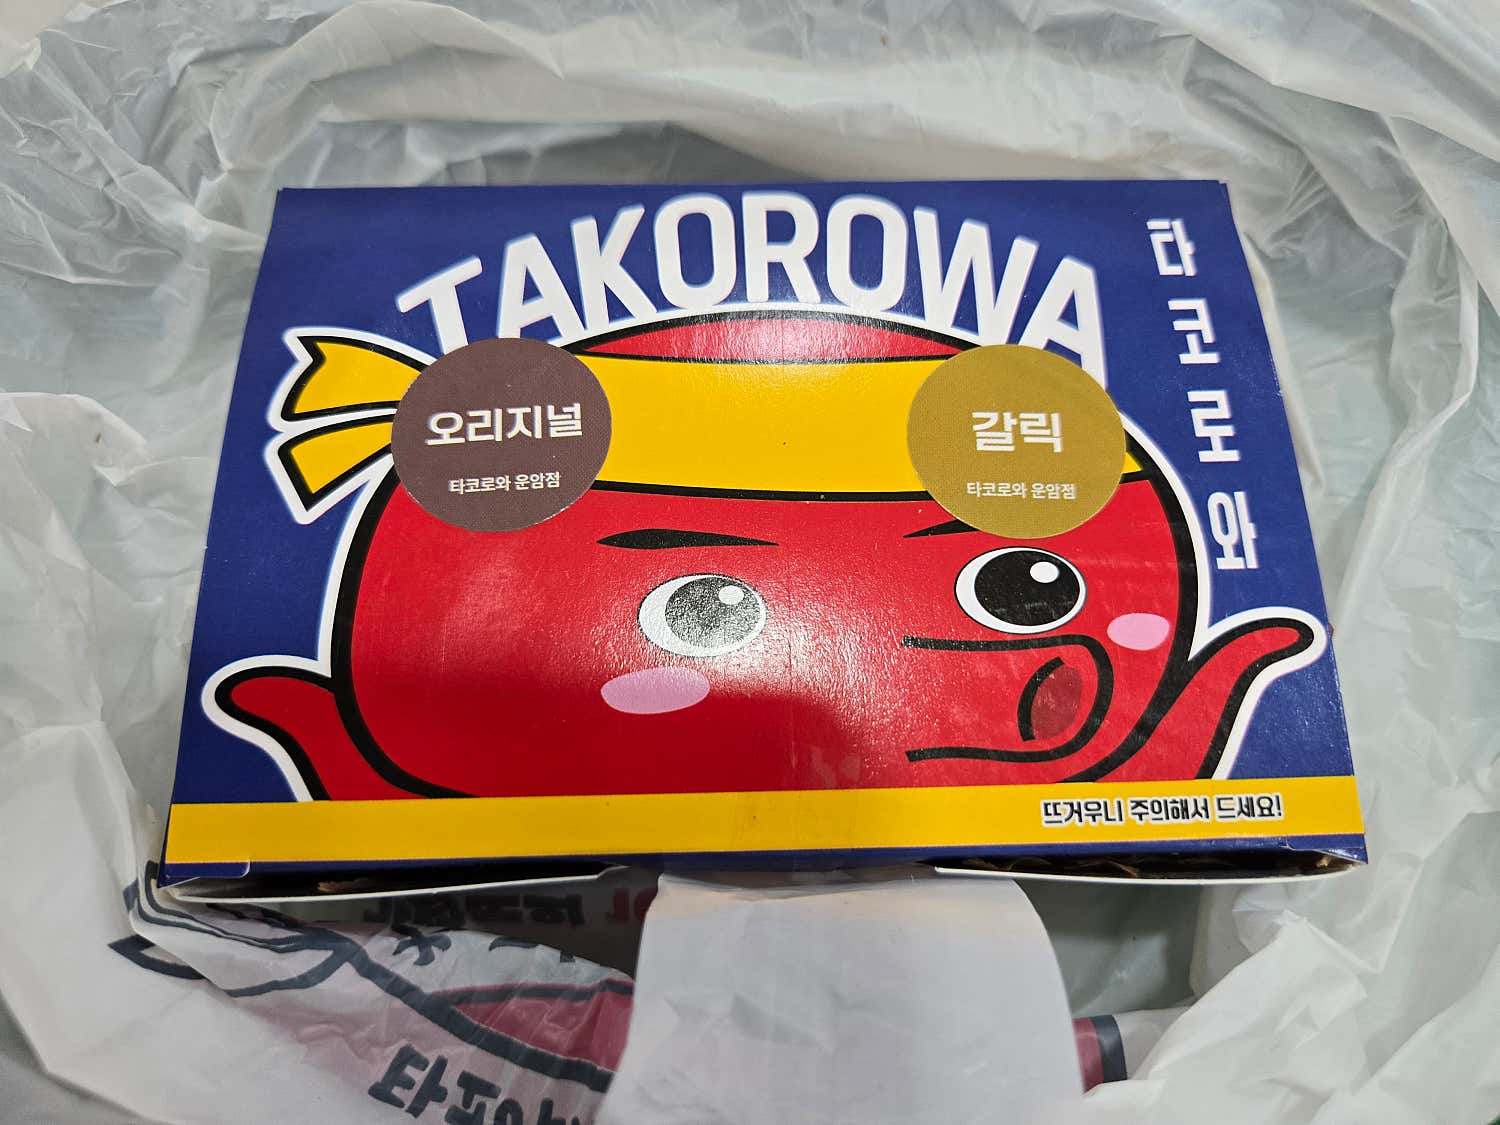 TAKOROWA
타코로와
오리지널
타코로와 운암점
갈릭
타코로와 운암점
뜨거우니 주의해서 드세요!